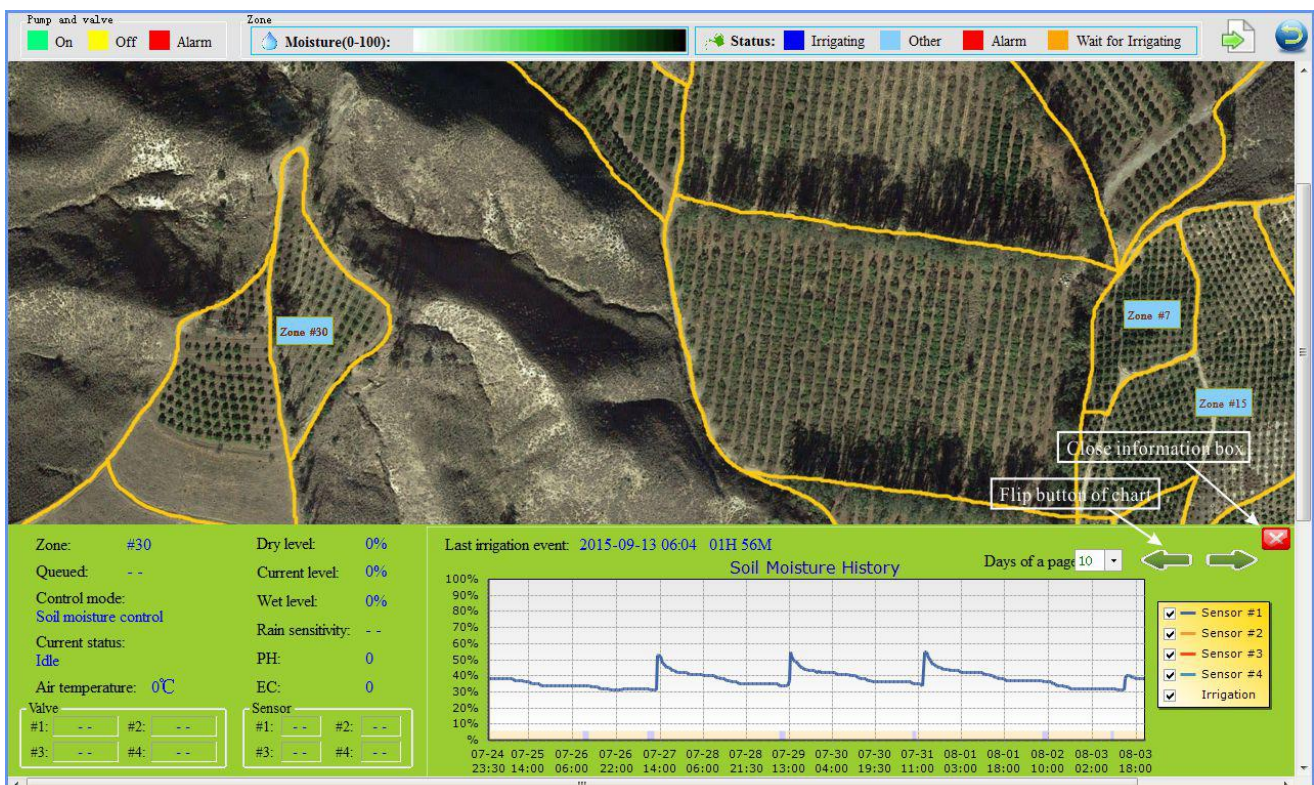 Pump and valve
On Off Alarm
Zone
Moisture(0-100):
Status: Irrigating Other Alarm Wait for Irrigating
Zone #30
Zone #7
Zone #15
Close information box
Flip button of chart
Zone: #30
Queued: - -
Control mode:
Soil moisture control
Current status:
Idle
Air temperature: 0℃
Valve
#1: - - #2: - -
#3: - - #4: - -
Dry level: 0%
Current level: 0%
Wet level: 0%
Rain sensitivity: - -
PH: 0
EC: 0
Sensor
#1: - - #2: - -
#3: - - #4: - -
Last irrigation event: 2015-09-13 06:04 01H 56M
Soil Moisture History
Days of a page 10
100%
90%
80%
70%
60%
50%
40%
30%
20%
10%
%
07-24 07-25 07-26 07-26 07-27 07-28 07-28 07-29 07-30 07-30 07-31 08-01 08-01 08-02 08-03 08-03
23:30 14:00 06:00 22:00 14:00 06:00 21:30 13:00 04:00 19:30 11:00 03:00 18:00 10:00 02:00 18:00
Sensor #1
Sensor #2
Sensor #3
Sensor #4
Irrigation